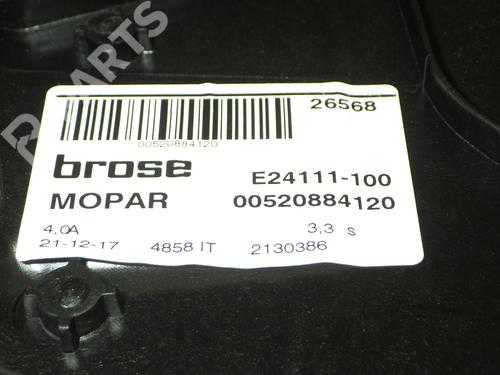 B PARTS
26568
00520884120
brose
E24111-100
MOPAR
00520884120
4,0A
3,3 s
21-12-17 4858 IT 2130386